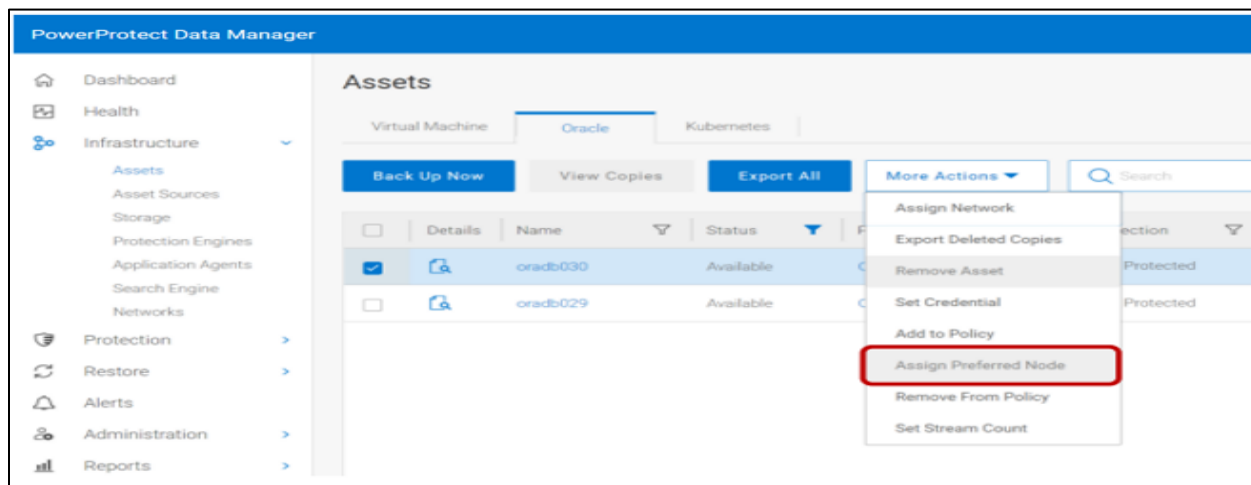 PowerProtect Data Manager
Dashboard
Health
Infrastructure
Assets
Asset Sources
Storage
Protection Engines
Application Agents
Search Engine
Networks
Protection
Restore
Alerts
Administration
Reports
Assets
Virtual Machine Oracle Kubernetes
Back Up Now View Copies Export All More Actions Search
Details Name Status ection
oradb030 Available Protected
oradb029 Available Protected
Assign Network
Export Deleted Copies
Remove Asset
Set Credential
Add to Policy
Assign Preferred Node
Remove From Policy
Set Stream Count